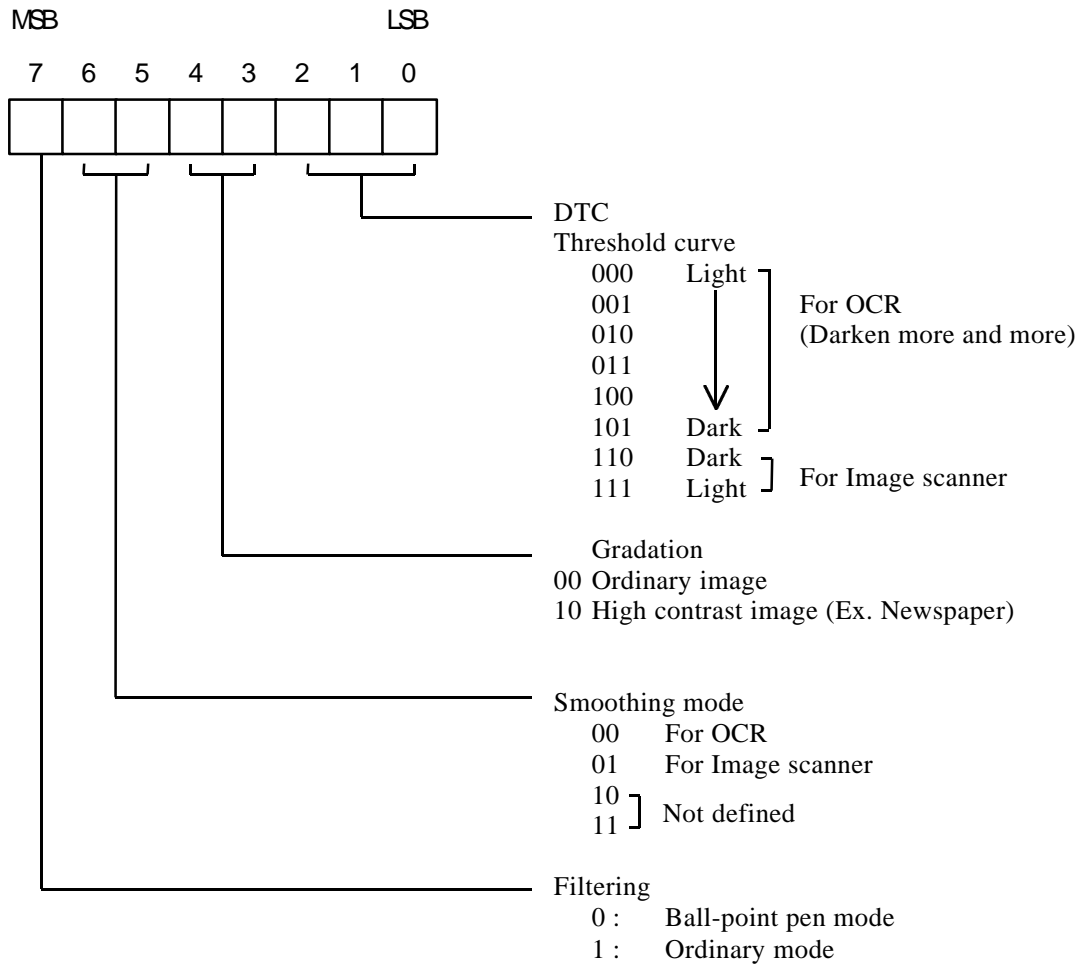 MSB LSB
7 6 5 4 3 2 1 0
DTC
Threshold curve
000 Light
001 For OCR
010 (Darken more and more)
011
100
101 Dark
110 Dark
111 Light For Image scanner
Gradation
00 Ordinary image
10 High contrast image (Ex. Newspaper)
Smoothing mode
00 For OCR
01 For Image scanner
10
11 Not defined
Filtering
0 : Ball-point pen mode
1 : Ordinary mode